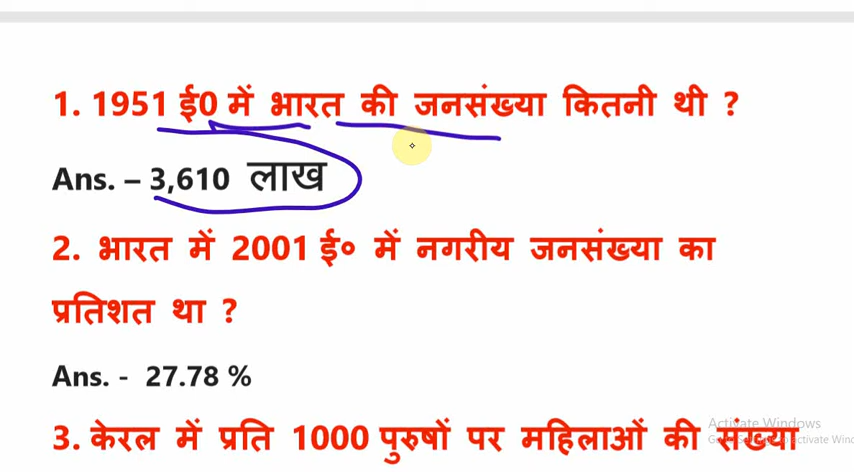 1. 1951 ई0 में भारत की जनसंख्या कितनी थी ?
Ans. – 3,610 लाख
2. भारत में 2001 ई० में नगरीय जनसंख्या का
प्रतिशत था ?
Ans. - 27.78 %
3. केरल में प्रति 1000 पुरुषों पर महिलाओं की संख्या
Activate Windows